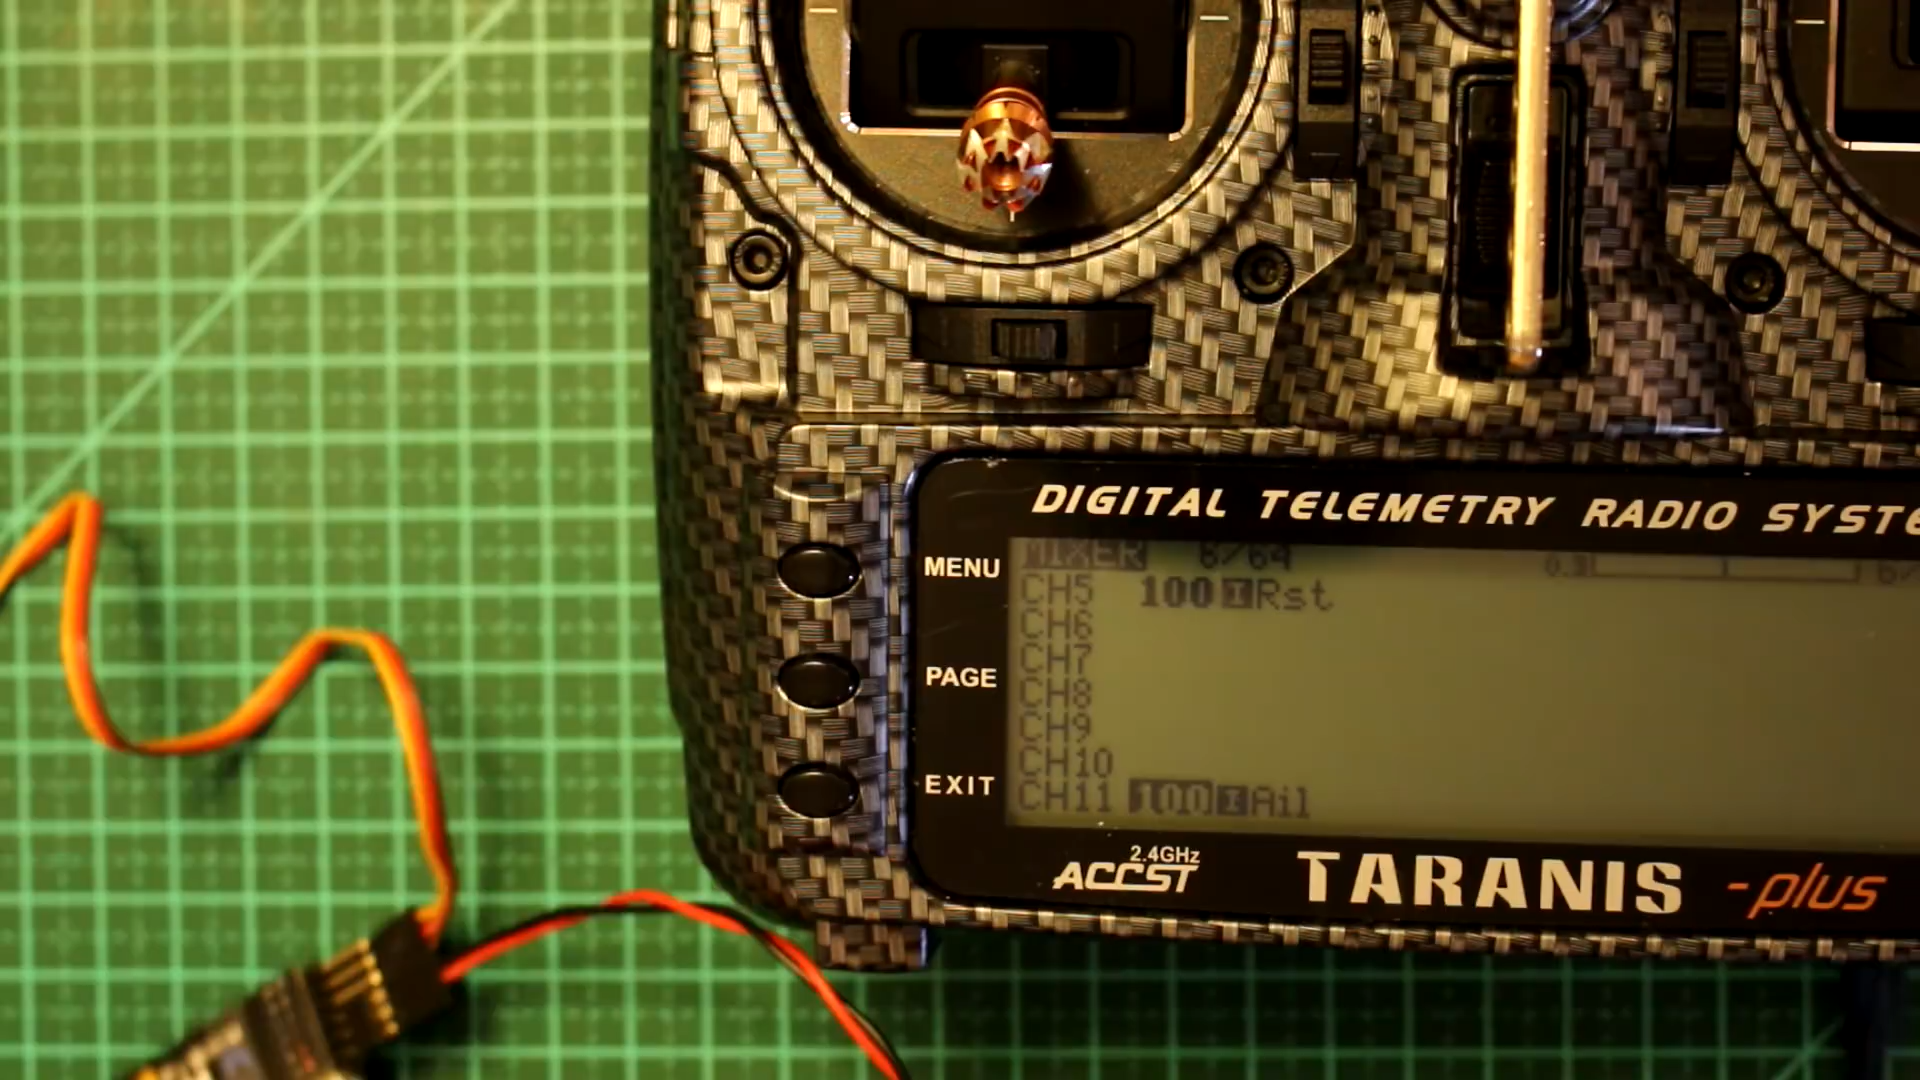 DIGITAL TELEMETRY RADIO SYSTE
MENU
MIXER 8/64
CH5 100 I Rst
CH6
CH7
PAGE
CH8
CH9
CH10
EXIT
CH11 100 I Ail
2.4GHz
ACCST
TARANIS -plus